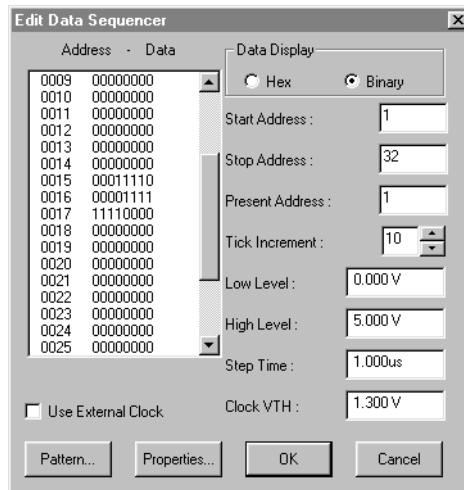 Edit Data Sequencer
Address - Data
0009 00000000
0010 00000000
0011 00000000
0012 00000000
0013 00000000
0014 00000000
0015 00011110
0016 00001111
0017 11110000
0018 00000000
0019 00000000
0020 00000000
0021 00000000
0022 00000000
0023 00000000
0024 00000000
0025 00000000
Use External Clock
Data Display
Hex Binary
Start Address : 1
Stop Address : 32
Present Address : 1
Tick Increment : 10
Low Level : 0.000 V
High Level : 5.000 V
Step Time : 1.000us
Clock VTH : 1.300 V
Pattern... Properties... OK Cancel